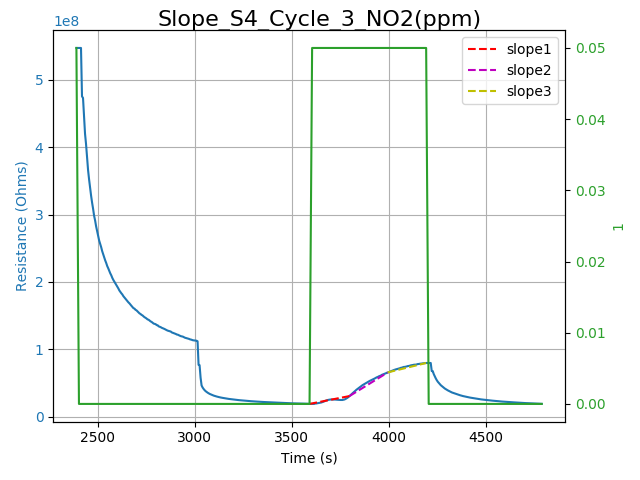 Slope_S4_Cycle_3_NO2(ppm)
1e8
slope1
slope2
slope3
5
4
3
2
1
0
Resistance (Ohms)
0.05
0.04
0.03
0.02
0.01
0.00
1
2500 3000 3500 4000 4500
Time (s)